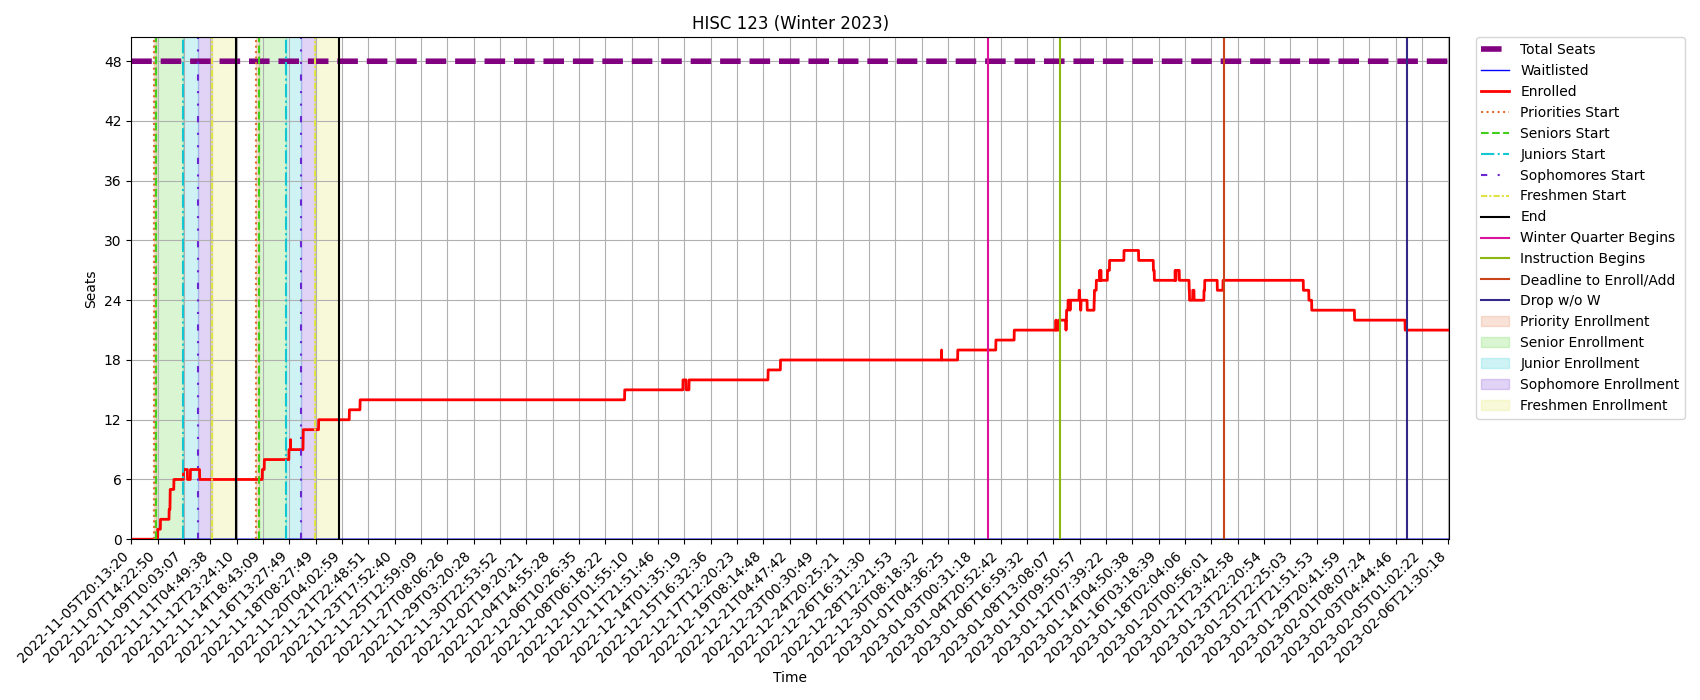 HISC 123 (Winter 2023)
Seats
48
42
36
30
24
18
12
6
0
2022-11-05T20:13:20
2022-11-07T14:22:50
2022-11-09T10:03:07
2022-11-11T04:49:38
2022-11-12T23:24:10
2022-11-14T18:43:09
2022-11-16T13:27:49
2022-11-18T08:27:49
2022-11-20T04:02:59
2022-11-21T22:48:51
2022-11-23T17:52:40
2022-11-25T12:59:09
2022-11-27T08:06:26
2022-11-29T03:20:28
2022-11-30T22:53:52
2022-12-02T19:20:21
2022-12-04T14:55:28
2022-12-06T10:26:35
2022-12-08T06:18:22
2022-12-10T01:55:10
2022-12-11T21:51:46
2022-12-14T01:35:19
2022-12-15T16:32:36
2022-12-17T12:20:23
2022-12-19T08:14:48
2022-12-21T04:47:42
2022-12-23T00:30:49
2022-12-24T20:25:21
2022-12-26T16:31:30
2022-12-28T12:21:53
2022-12-30T08:18:32
2023-01-01T04:36:25
2023-01-03T00:31:18
2023-01-04T20:52:42
2023-01-06T16:59:32
2023-01-08T13:08:07
2023-01-10T09:50:57
2023-01-12T07:39:22
2023-01-14T04:50:38
2023-01-16T03:18:39
2023-01-18T02:04:06
2023-01-20T00:56:01
2023-01-21T23:42:58
2023-01-23T22:20:54
2023-01-25T22:25:03
2023-01-27T21:51:53
2023-01-29T20:41:59
2023-02-01T08:07:24
2023-02-03T04:44:46
2023-02-05T01:02:22
2023-02-06T21:30:18
Time
Total Seats
Waitlisted
Enrolled
Priorities Start
Seniors Start
Juniors Start
Sophomores Start
Freshmen Start
End
Winter Quarter Begins
Instruction Begins
Deadline to Enroll/Add
Drop w/o W
Priority Enrollment
Senior Enrollment
Junior Enrollment
Sophomore Enrollment
Freshmen Enrollment